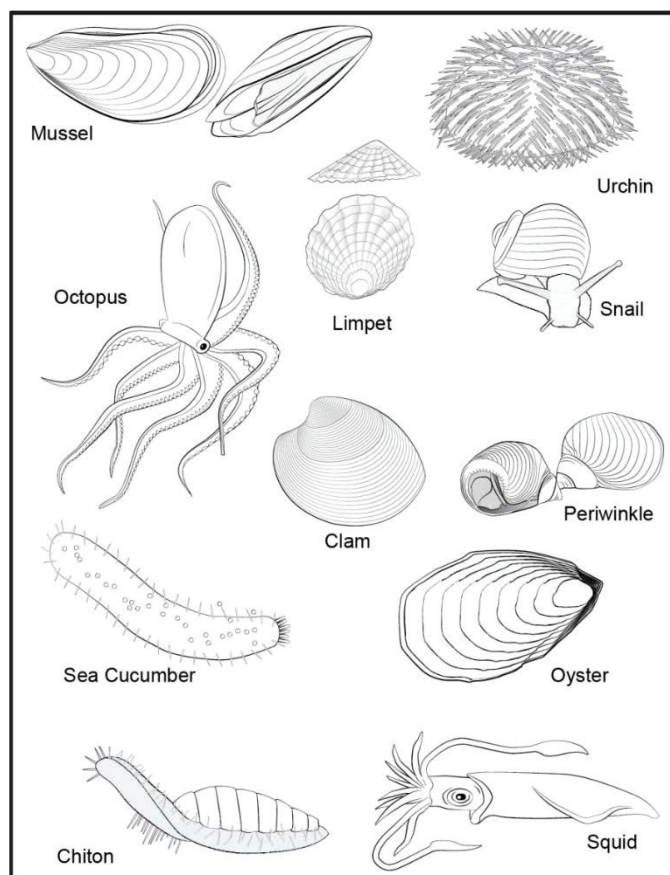 Mussel
Urchin
Octopus
Limpet
Snail
Clam
Periwinkle
Sea Cucumber
Oyster
Chiton
Squid